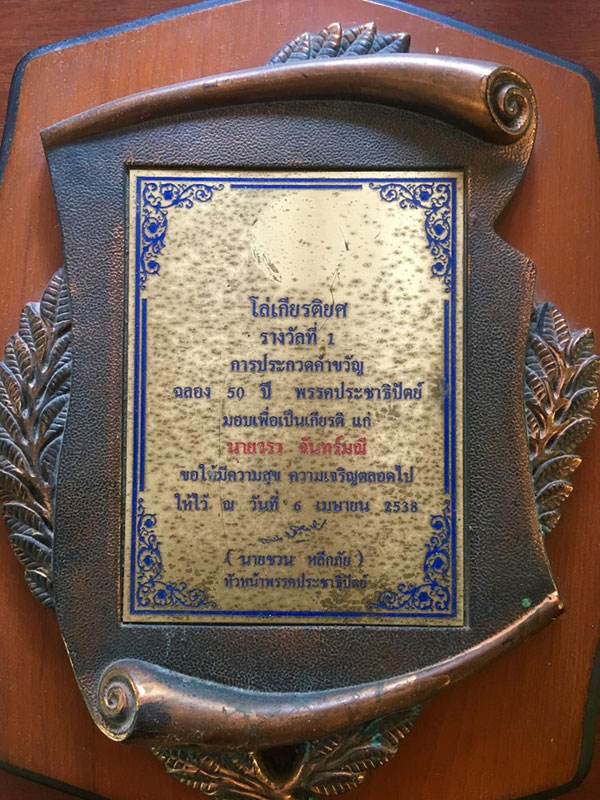 โล่เกียรติยศ
รางวัลที่ 1
การประกวดคำขวัญ
ฉลอง 50 ปี พรรคประชาธิปัตย์
มอบเพื่อเป็นเกียรติ แก่
นายวรา จันทร์มณี
ขอให้มีความสุข ความเจริญตลอดไป
ให้ไว้ ณ วันที่ 6 เมษายน 2538
( นายชวน หลีกภัย )
หัวหน้าพรรคประชาธิปัตย์